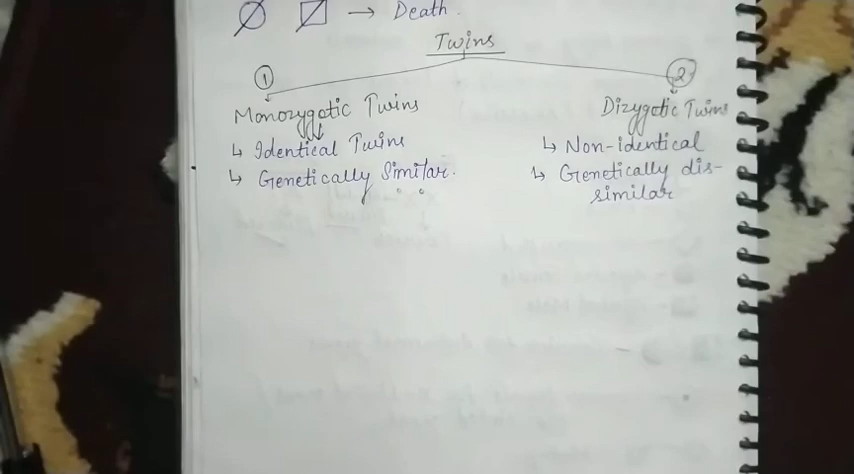 → Death.
Twins
1 2
Monozygotic Twins Dizygotic Twins
↳ Identical Twins ↳ Non-identical
↳ Genetically Similar. ↳ Genetically dis-
similar